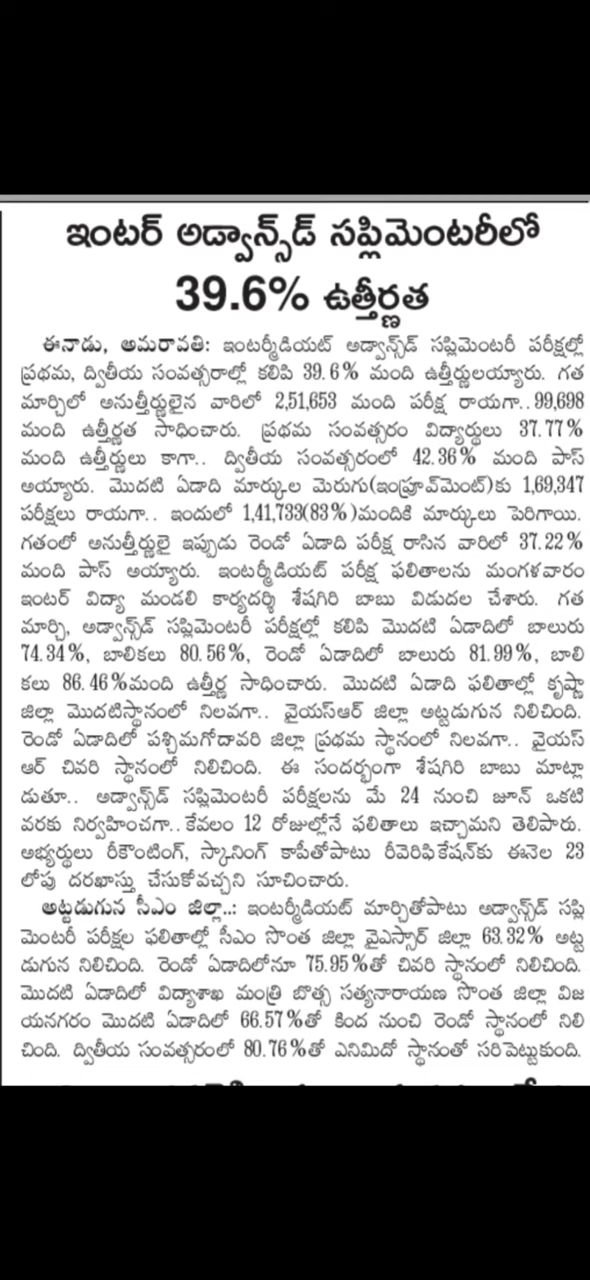 ఇంటర్ అడ్వాన్స్‌డ్ సప్లిమెంటరీలో
39.6% ఉత్తీర్ణత
ఈనాడు, అమరావతి: ఇంటర్మీడియట్ అడ్వాన్స్‌డ్ సప్లిమెంటరీ పరీక్షల్లో
ప్రథమ, ద్వితీయ సంవత్సరాల్లో కలిపి 39.6% మంది ఉత్తీర్ణులయ్యారు. గత
మార్చిలో అనుత్తీర్ణులైన వారిలో 2,51,653 మంది పరీక్ష రాయగా.. 99,698
మంది ఉత్తీర్ణత సాధించారు. ప్రథమ సంవత్సరం విద్యార్థులు 37.77%
మంది ఉత్తీర్ణులు కాగా.. ద్వితీయ సంవత్సరంలో 42.36% మంది పాస్
అయ్యారు. మొదటి ఏడాది మార్కుల మెరుగు(ఇంప్రూవ్‌మెంట్)కు 1,69,347
పరీక్షలు రాయగా.. ఇందులో 1,41,733(83%)మందికి మార్కులు పెరిగాయి.
గతంలో అనుత్తీర్ణులై ఇప్పుడు రెండో ఏడాది పరీక్ష రాసిన వారిలో 37.22%
మంది పాస్ అయ్యారు. ఇంటర్మీడియట్ పరీక్ష ఫలితాలను మంగళవారం
ఇంటర్ విద్యా మండలి కార్యదర్శి శేషగిరి బాబు విడుదల చేశారు. గత
మార్చి, అడ్వాన్స్‌డ్ సప్లిమెంటరీ పరీక్షల్లో కలిపి మొదటి ఏడాదిలో బాలురు
74.34%, బాలికలు 80.56%, రెండో ఏడాదిలో బాలురు 81.99%, బాలి
కలు 86.46%మంది ఉత్తీర్ణ సాధించారు. మొదటి ఏడాది ఫలితాల్లో కృష్ణా
జిల్లా మొదటిస్థానంలో నిలవగా.. వైయస్‌ఆర్ జిల్లా అట్టడుగున నిలిచింది.
రెండో ఏడాదిలో పశ్చిమగోదావరి జిల్లా ప్రథమ స్థానంలో నిలవగా.. వైయస్
ఆర్ చివరి స్థానంలో నిలిచింది. ఈ సందర్భంగా శేషగిరి బాబు మాట్లా
డుతూ.. అడ్వాన్స్‌డ్ సప్లిమెంటరీ పరీక్షలను మే 24 నుంచి జూన్ ఒకటి
వరకు నిర్వహించగా.. కేవలం 12 రోజుల్లోనే ఫలితాలు ఇచ్చామని తెలిపారు.
అభ్యర్థులు రీకౌంటింగ్, స్కానింగ్ కాపీతోపాటు రీవెరిఫికేషన్‌కు ఈనెల 23
లోపు దరఖాస్తు చేసుకోవచ్చని సూచించారు.
అట్టడుగున సీఎం జిల్లా..: ఇంటర్మీడియట్ మార్చితోపాటు అడ్వాన్స్‌డ్ సప్లి
మెంటరీ పరీక్షల ఫలితాల్లో సీఎం సొంత జిల్లా వైఎస్సార్ జిల్లా 63.32% అట్ట
డుగున నిలిచింది. రెండో ఏడాదిలోనూ 75.95%తో చివరి స్థానంలో నిలిచింది.
మొదటి ఏడాదిలో విద్యాశాఖ మంత్రి బొత్స సత్యనారాయణ సొంత జిల్లా విజ
యనగరం మొదటి ఏడాదిలో 66.57%తో కింద నుంచి రెండో స్థానంలో నిలి
చింది. ద్వితీయ సంవత్సరంలో 80.76%తో ఎనిమిదో స్థానంతో సరిపెట్టుకుంది.